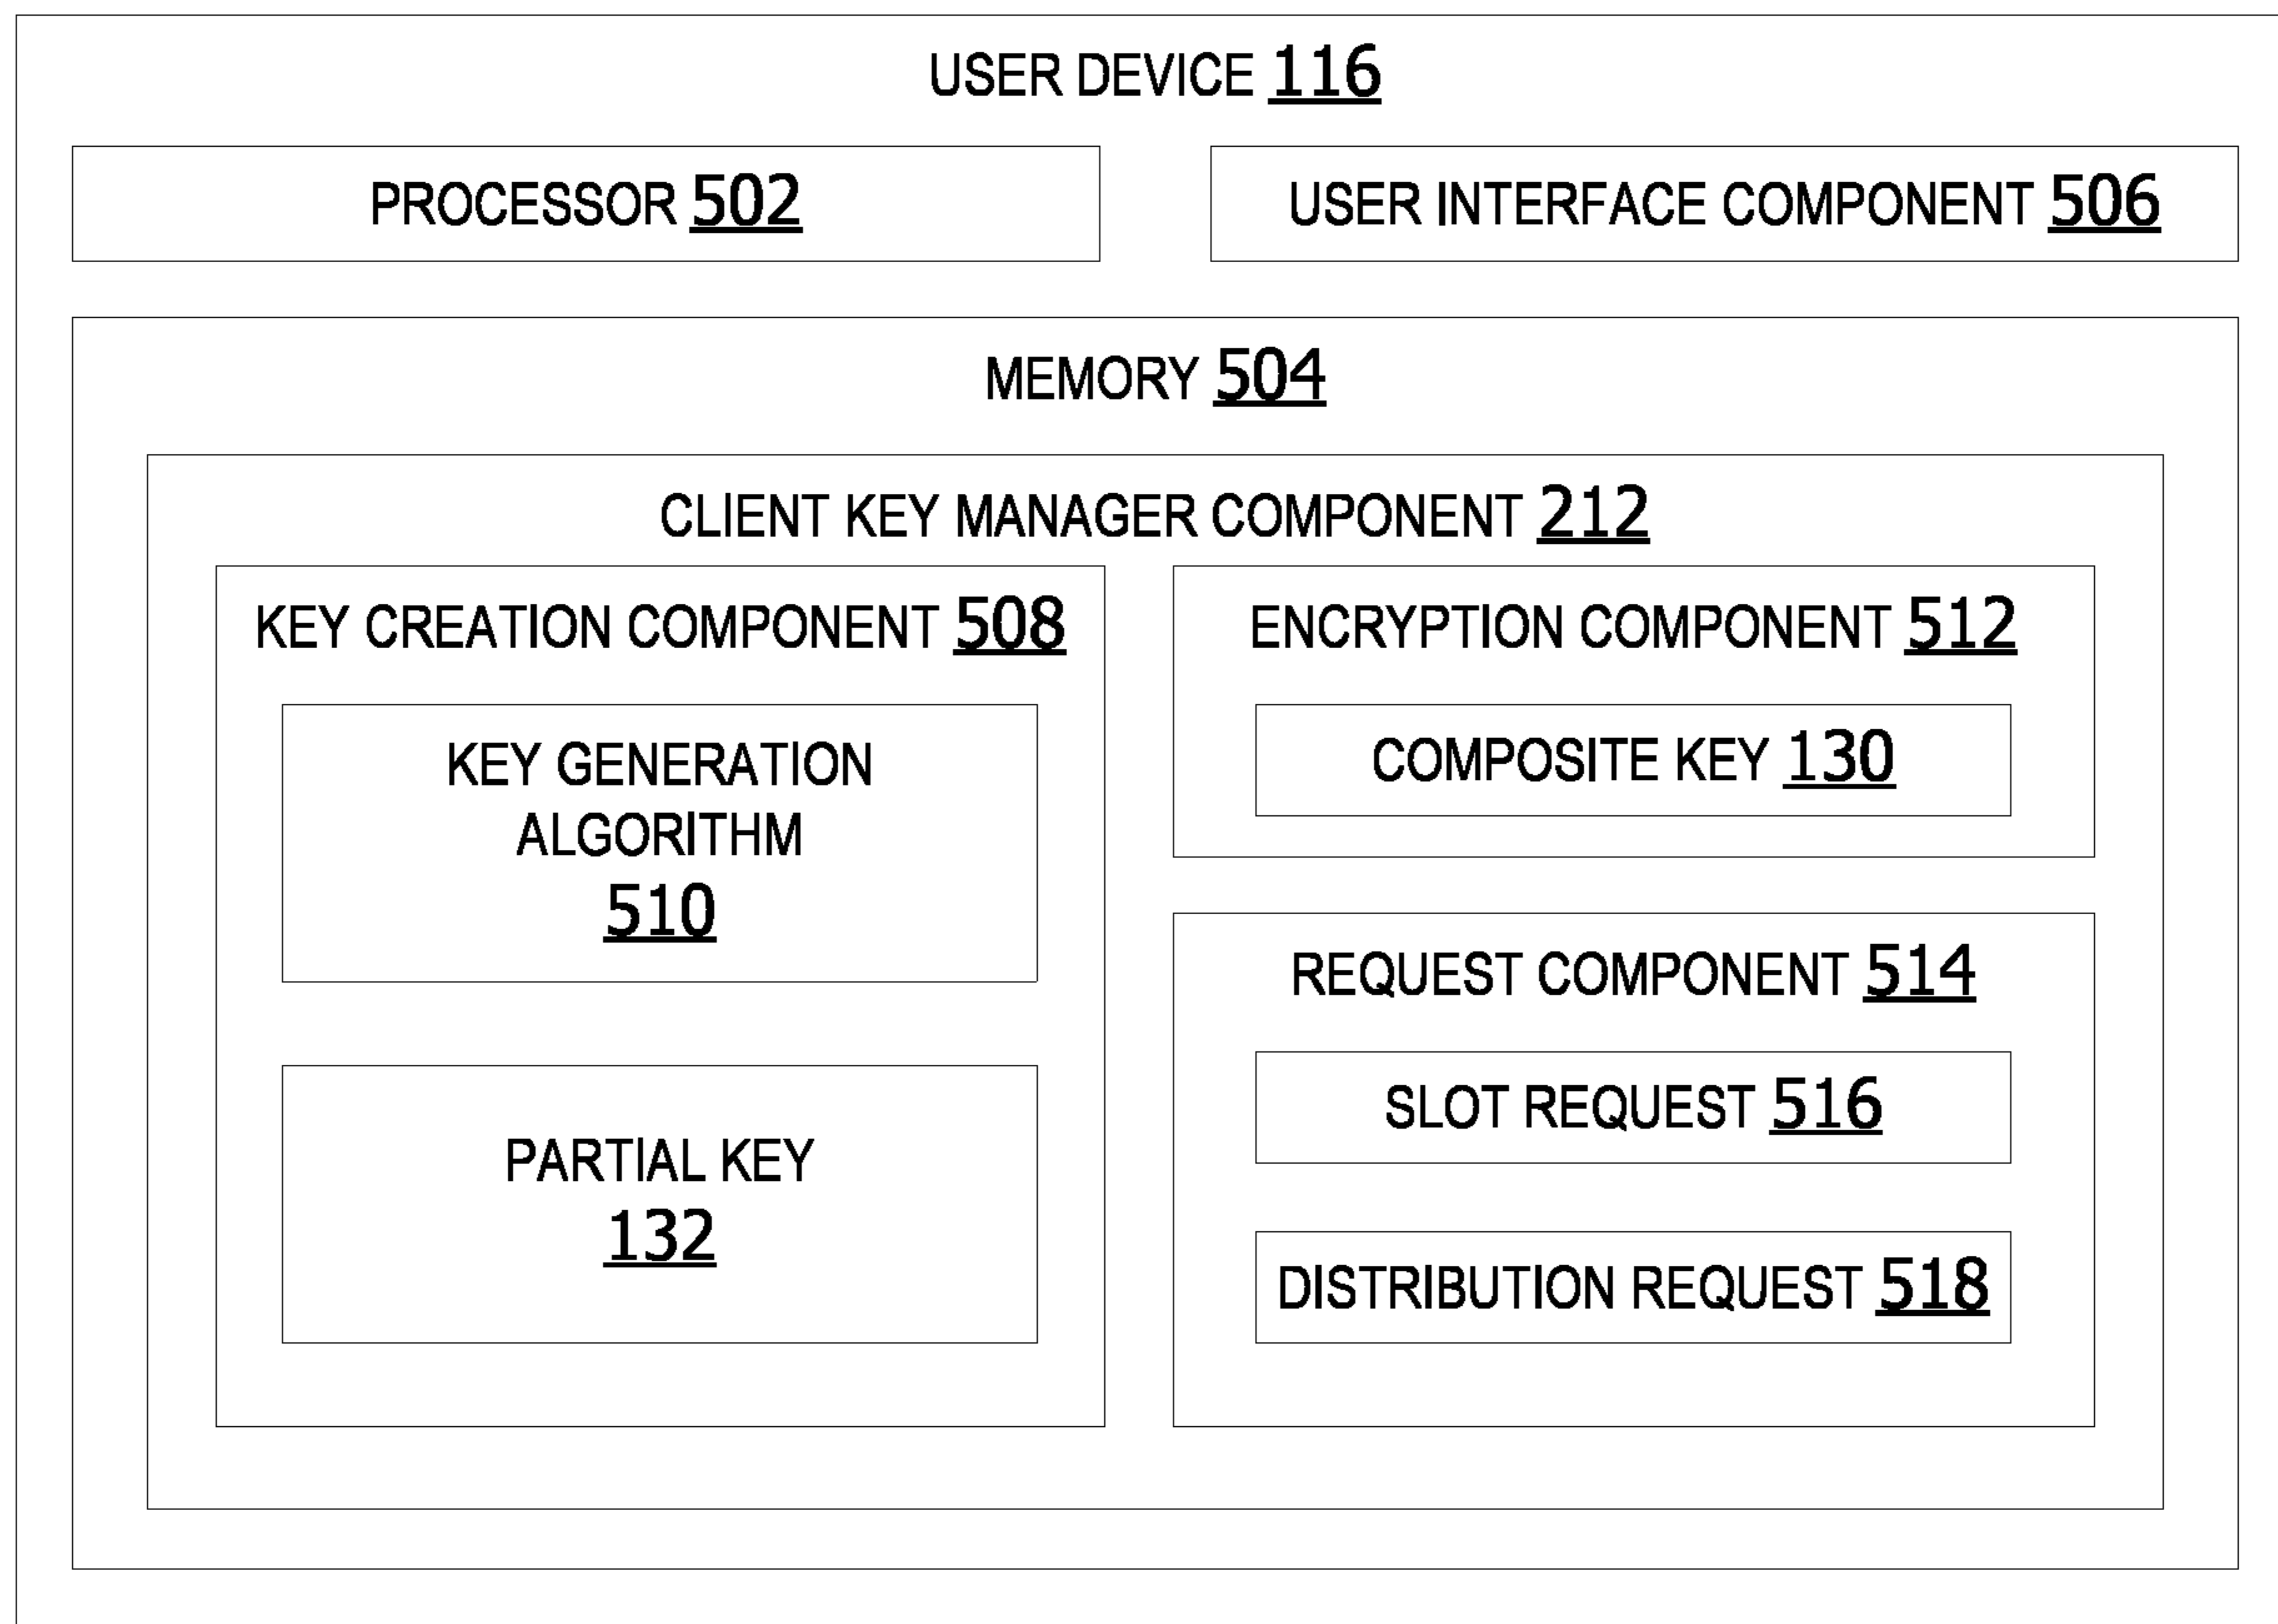 USER DEVICE 116
PROCESSOR 502
USER INTERFACE COMPONENT 506
MEMORY 504
CLIENT KEY MANAGER COMPONENT 212
KEY CREATION COMPONENT 508
KEY GENERATION
ALGORITHM
510
PARTIAL KEY
132
ENCRYPTION COMPONENT 512
COMPOSITE KEY 130
REQUEST COMPONENT 514
SLOT REQUEST 516
DISTRIBUTION REQUEST 518